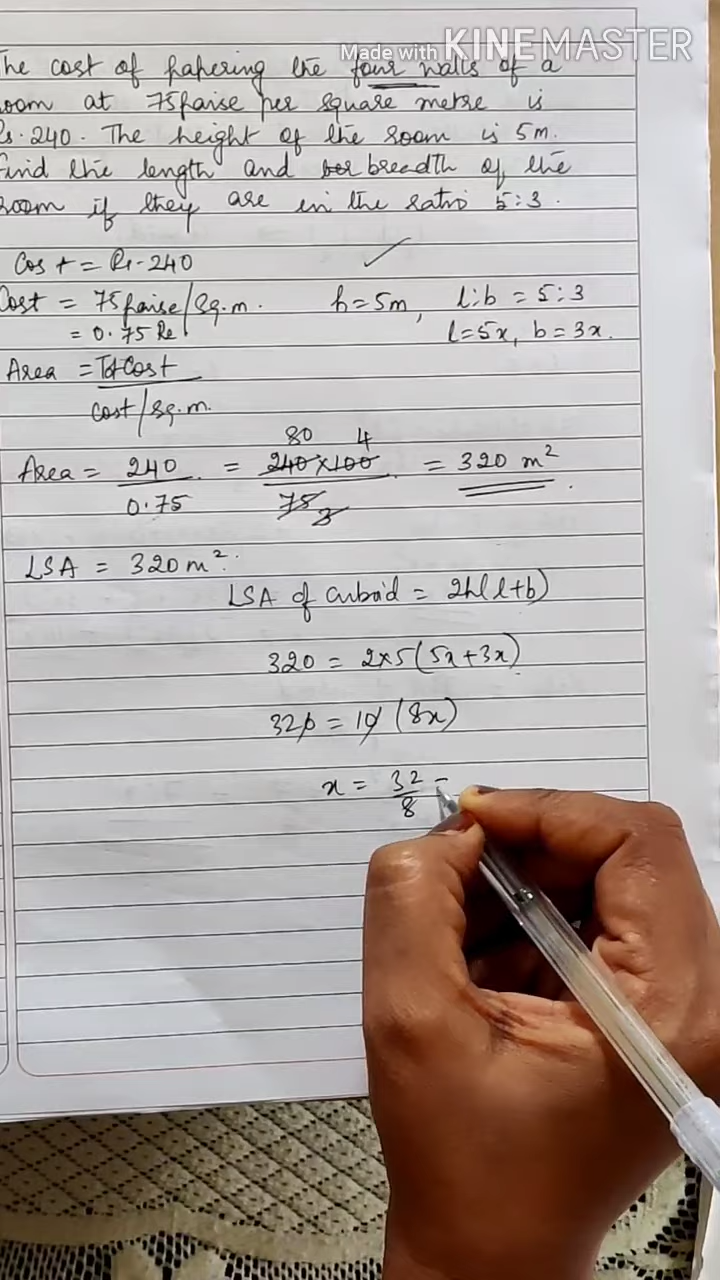 Made with KINEMASTER
The cost of papering the four walls of a
room at 75 paise per square metre is
Rs. 240. The height of the room is 5m.
Find the length and breadth of the
room if they are in the ratio 5:3.
Cost = Rs. 240
Cost = 75 paise/sq.m. h = 5m, l:b = 5:3
= 0.75 Re l = 5x, b = 3x.
Area = Tot Cost
cost/sq.m.
80 4
Area = 240 = 240 × 100 = 320 m².
0.75 75 3
LSA = 320 m².
LSA of cuboid = 2h(l+b)
320 = 2×5(5x+3x)
320 = 10 (8x)
x = 32 =
8